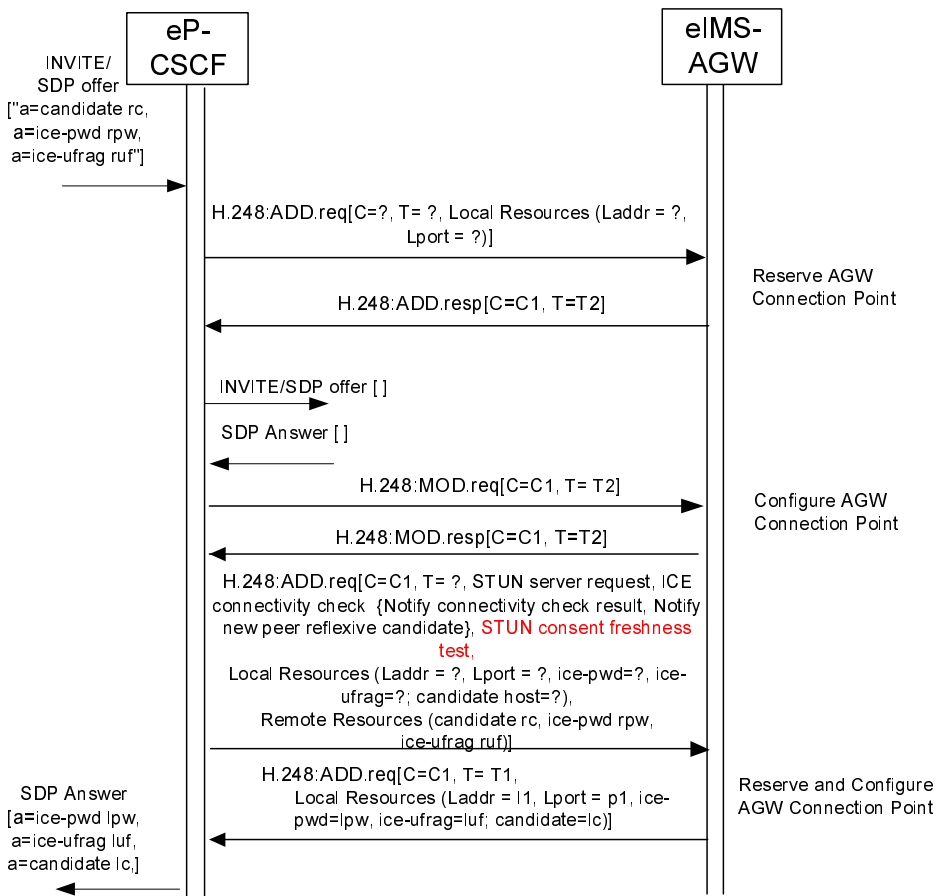 eP-
CSCF
eIMS-
AGW
INVITE/
SDP offer
["a=candidate rc,
a=ice-pwd rpw,
a=ice-ufrag ruf"]
H.248:ADD.req[C=?, T= ?, Local Resources (Laddr = ?,
Lport = ?)]
Reserve AGW
Connection Point
H.248:ADD.resp[C=C1, T=T2]
INVITE/SDP offer [ ]
SDP Answer [ ]
H.248:MOD.req[C=C1, T= T2]
Configure AGW
Connection Point
H.248:MOD.resp[C=C1, T=T2]
H.248:ADD.req[C=C1, T= ?, STUN server request, ICE
connectivity check {Notify connectivity check result, Notify
new peer reflexive candidate}, STUN consent freshness
test,
Local Resources (Laddr = ?, Lport = ?, ice-pwd=?, ice-
ufrag=?; candidate host=?),
Remote Resources (candidate rc, ice-pwd rpw,
ice-ufrag ruf)]
H.248:ADD.req[C=C1, T= T1,
Local Resources (Laddr = l1, Lport = p1, ice-
pwd=lpw, ice-ufrag=luf; candidate=lc)]
Reserve and Configure
AGW Connection Point
SDP Answer
[a=ice-pwd lpw,
a=ice-ufrag luf,
a=candidate lc,]